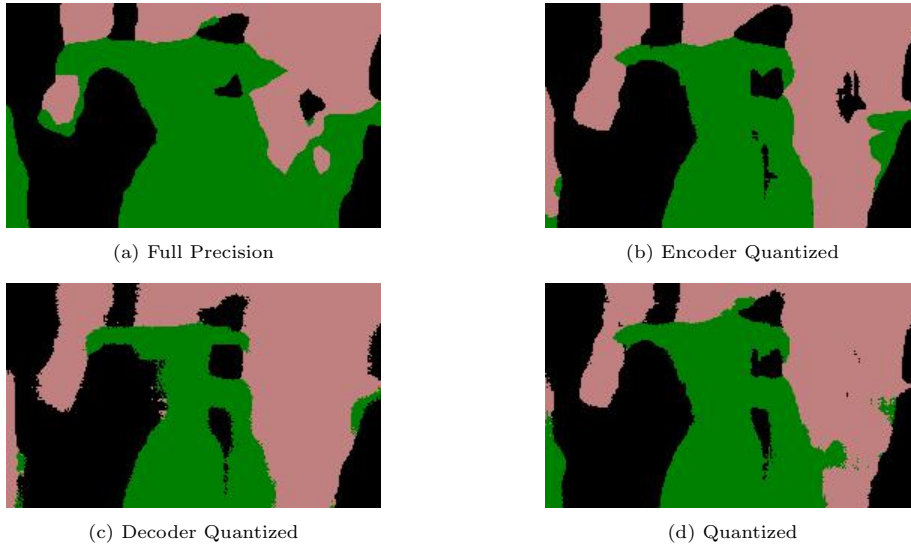 (a) Full Precision
(b) Encoder Quantized
(c) Decoder Quantized
(d) Quantized